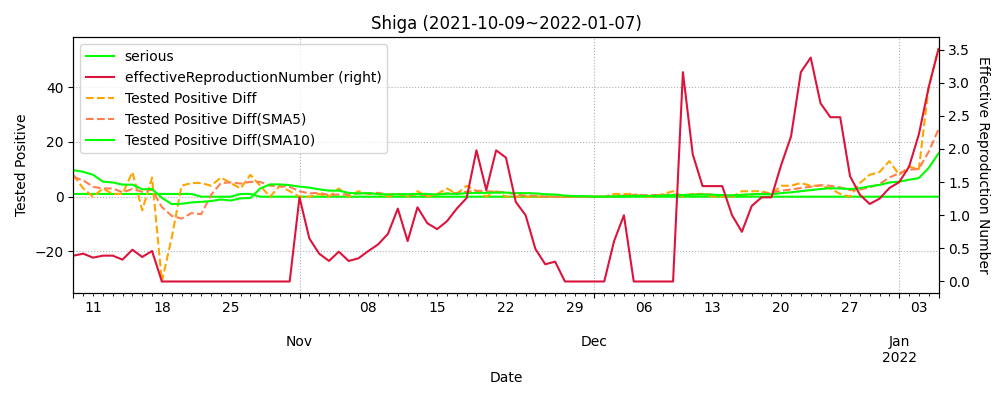 Shiga (2021-10-09~2022-01-07)
serious
effectiveReproductionNumber (right)
Tested Positive Diff
Tested Positive Diff(SMA5)
Tested Positive Diff(SMA10)
Tested Positive
40
20
0
−20
3.5
3.0
2.5
2.0
1.5
1.0
0.5
0.0
Effective Reproduction Number
11 18 25 08 15 22 29 06 13 20 27 03
Nov Dec Jan
2022
Date